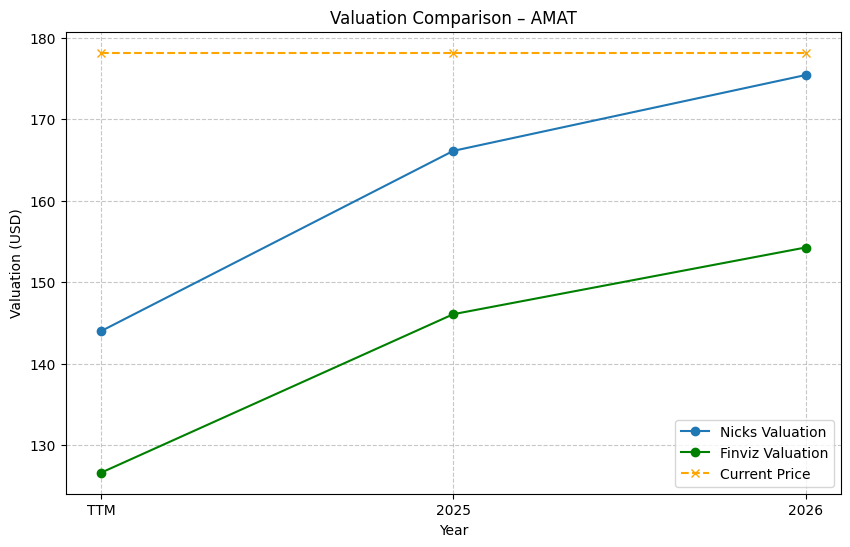 Valuation Comparison – AMAT
Valuation (USD)
180
170
160
150
140
130
TTM
2025
2026
Year
Nicks Valuation
Finviz Valuation
Current Price